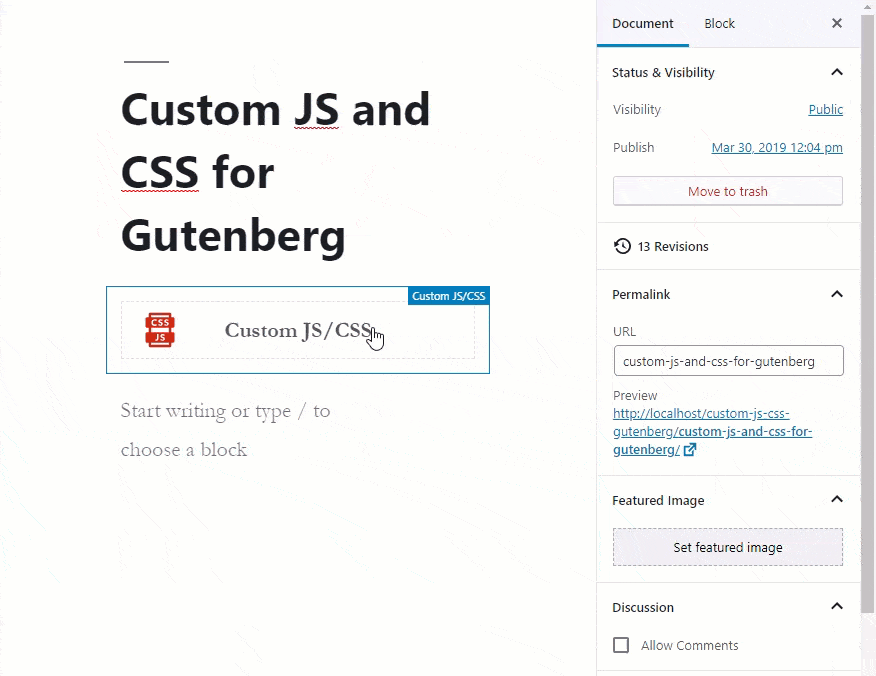 Custom JS and
CSS for
Gutenberg
Custom JS/CSS
CSS
JS
Custom JS/CSS
Start writing or type / to
choose a block
Document
Block
Status & Visibility
Visibility
Public
Publish
Mar 30, 2019 12:04 pm
Move to trash
13 Revisions
Permalink
URL
custom-js-and-css-for-gutenberg
Preview
http://localhost/custom-js-css-
gutenberg/custom-js-and-css-for-
gutenberg/
Featured Image
Set featured image
Discussion
Allow Comments